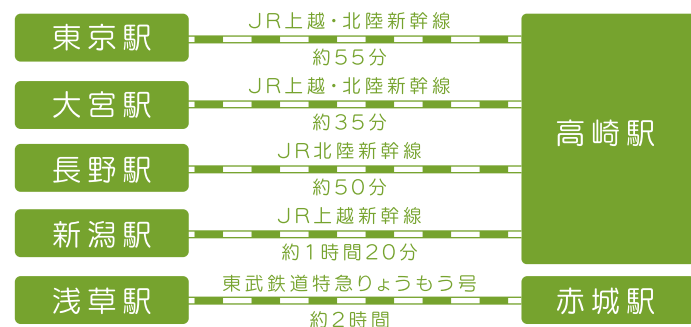 東京駅
JR上越・北陸新幹線
約55分
大宮駅
JR上越・北陸新幹線
約35分
長野駅
JR北陸新幹線
約50分
新潟駅
JR上越新幹線
約1時間20分
高崎駅
浅草駅
東武鉄道特急りょうもう号
約2時間
赤城駅